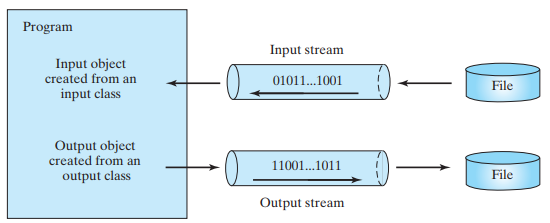 Program
Input object
created from an
input class
Input stream
01011...1001
File
Output object
created from an
output class
11001...1011
Output stream
File